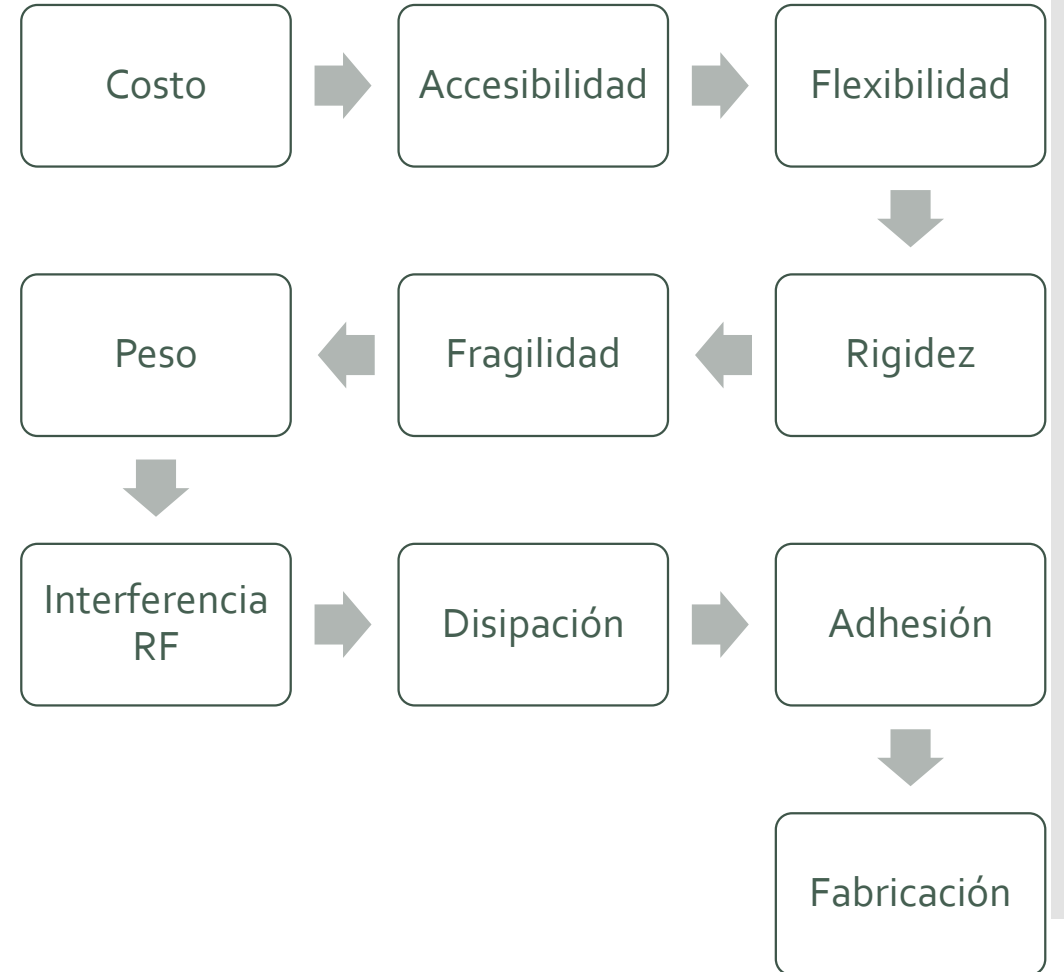 Costo
Accesibilidad
Flexibilidad
Rigidez
Fragilidad
Peso
Interferencia
RF
Disipación
Adhesión
Fabricación